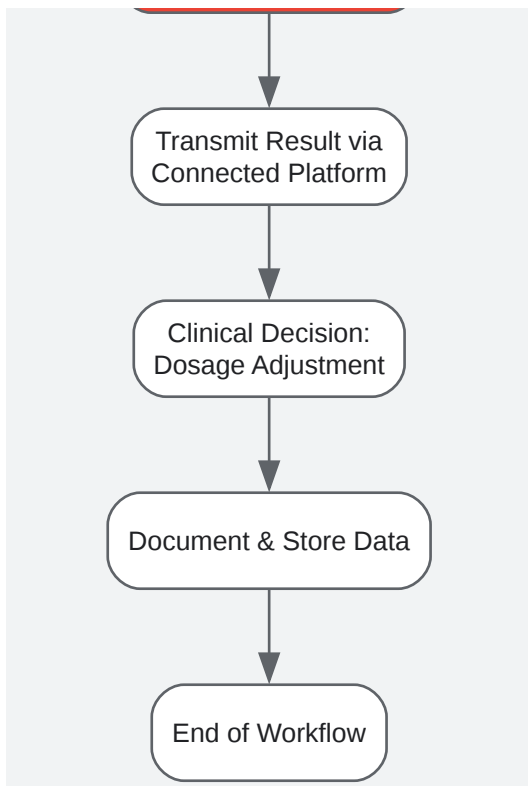 Transmit Result via
Connected Platform
Clinical Decision:
Dosage Adjustment
Document & Store Data
End of Workflow